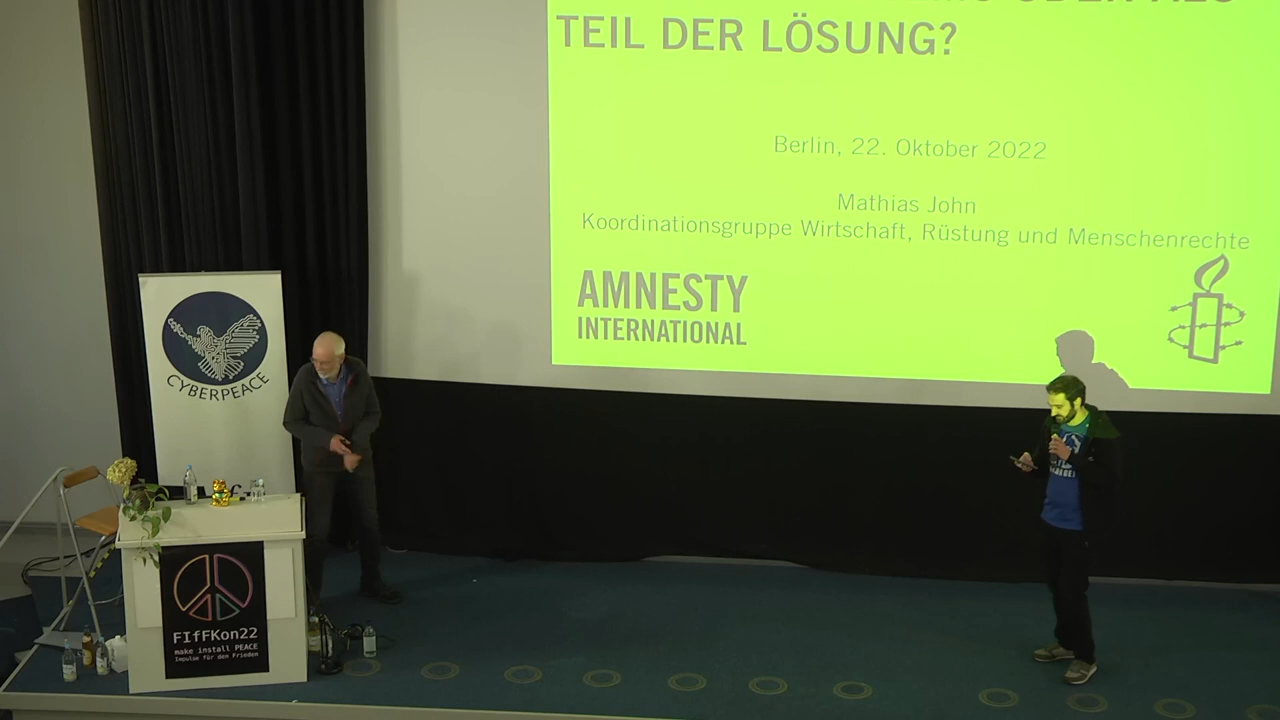 TEIL DER LÖSUNG?
Berlin, 22. Oktober 2022
Mathias John
Koordinationsgruppe Wirtschaft, Rüstung und Menschenrechte
AMNESTY
INTERNATIONAL
CYBERPEACE
FIfFKon22
make install PEACE
Impulse für den Frieden